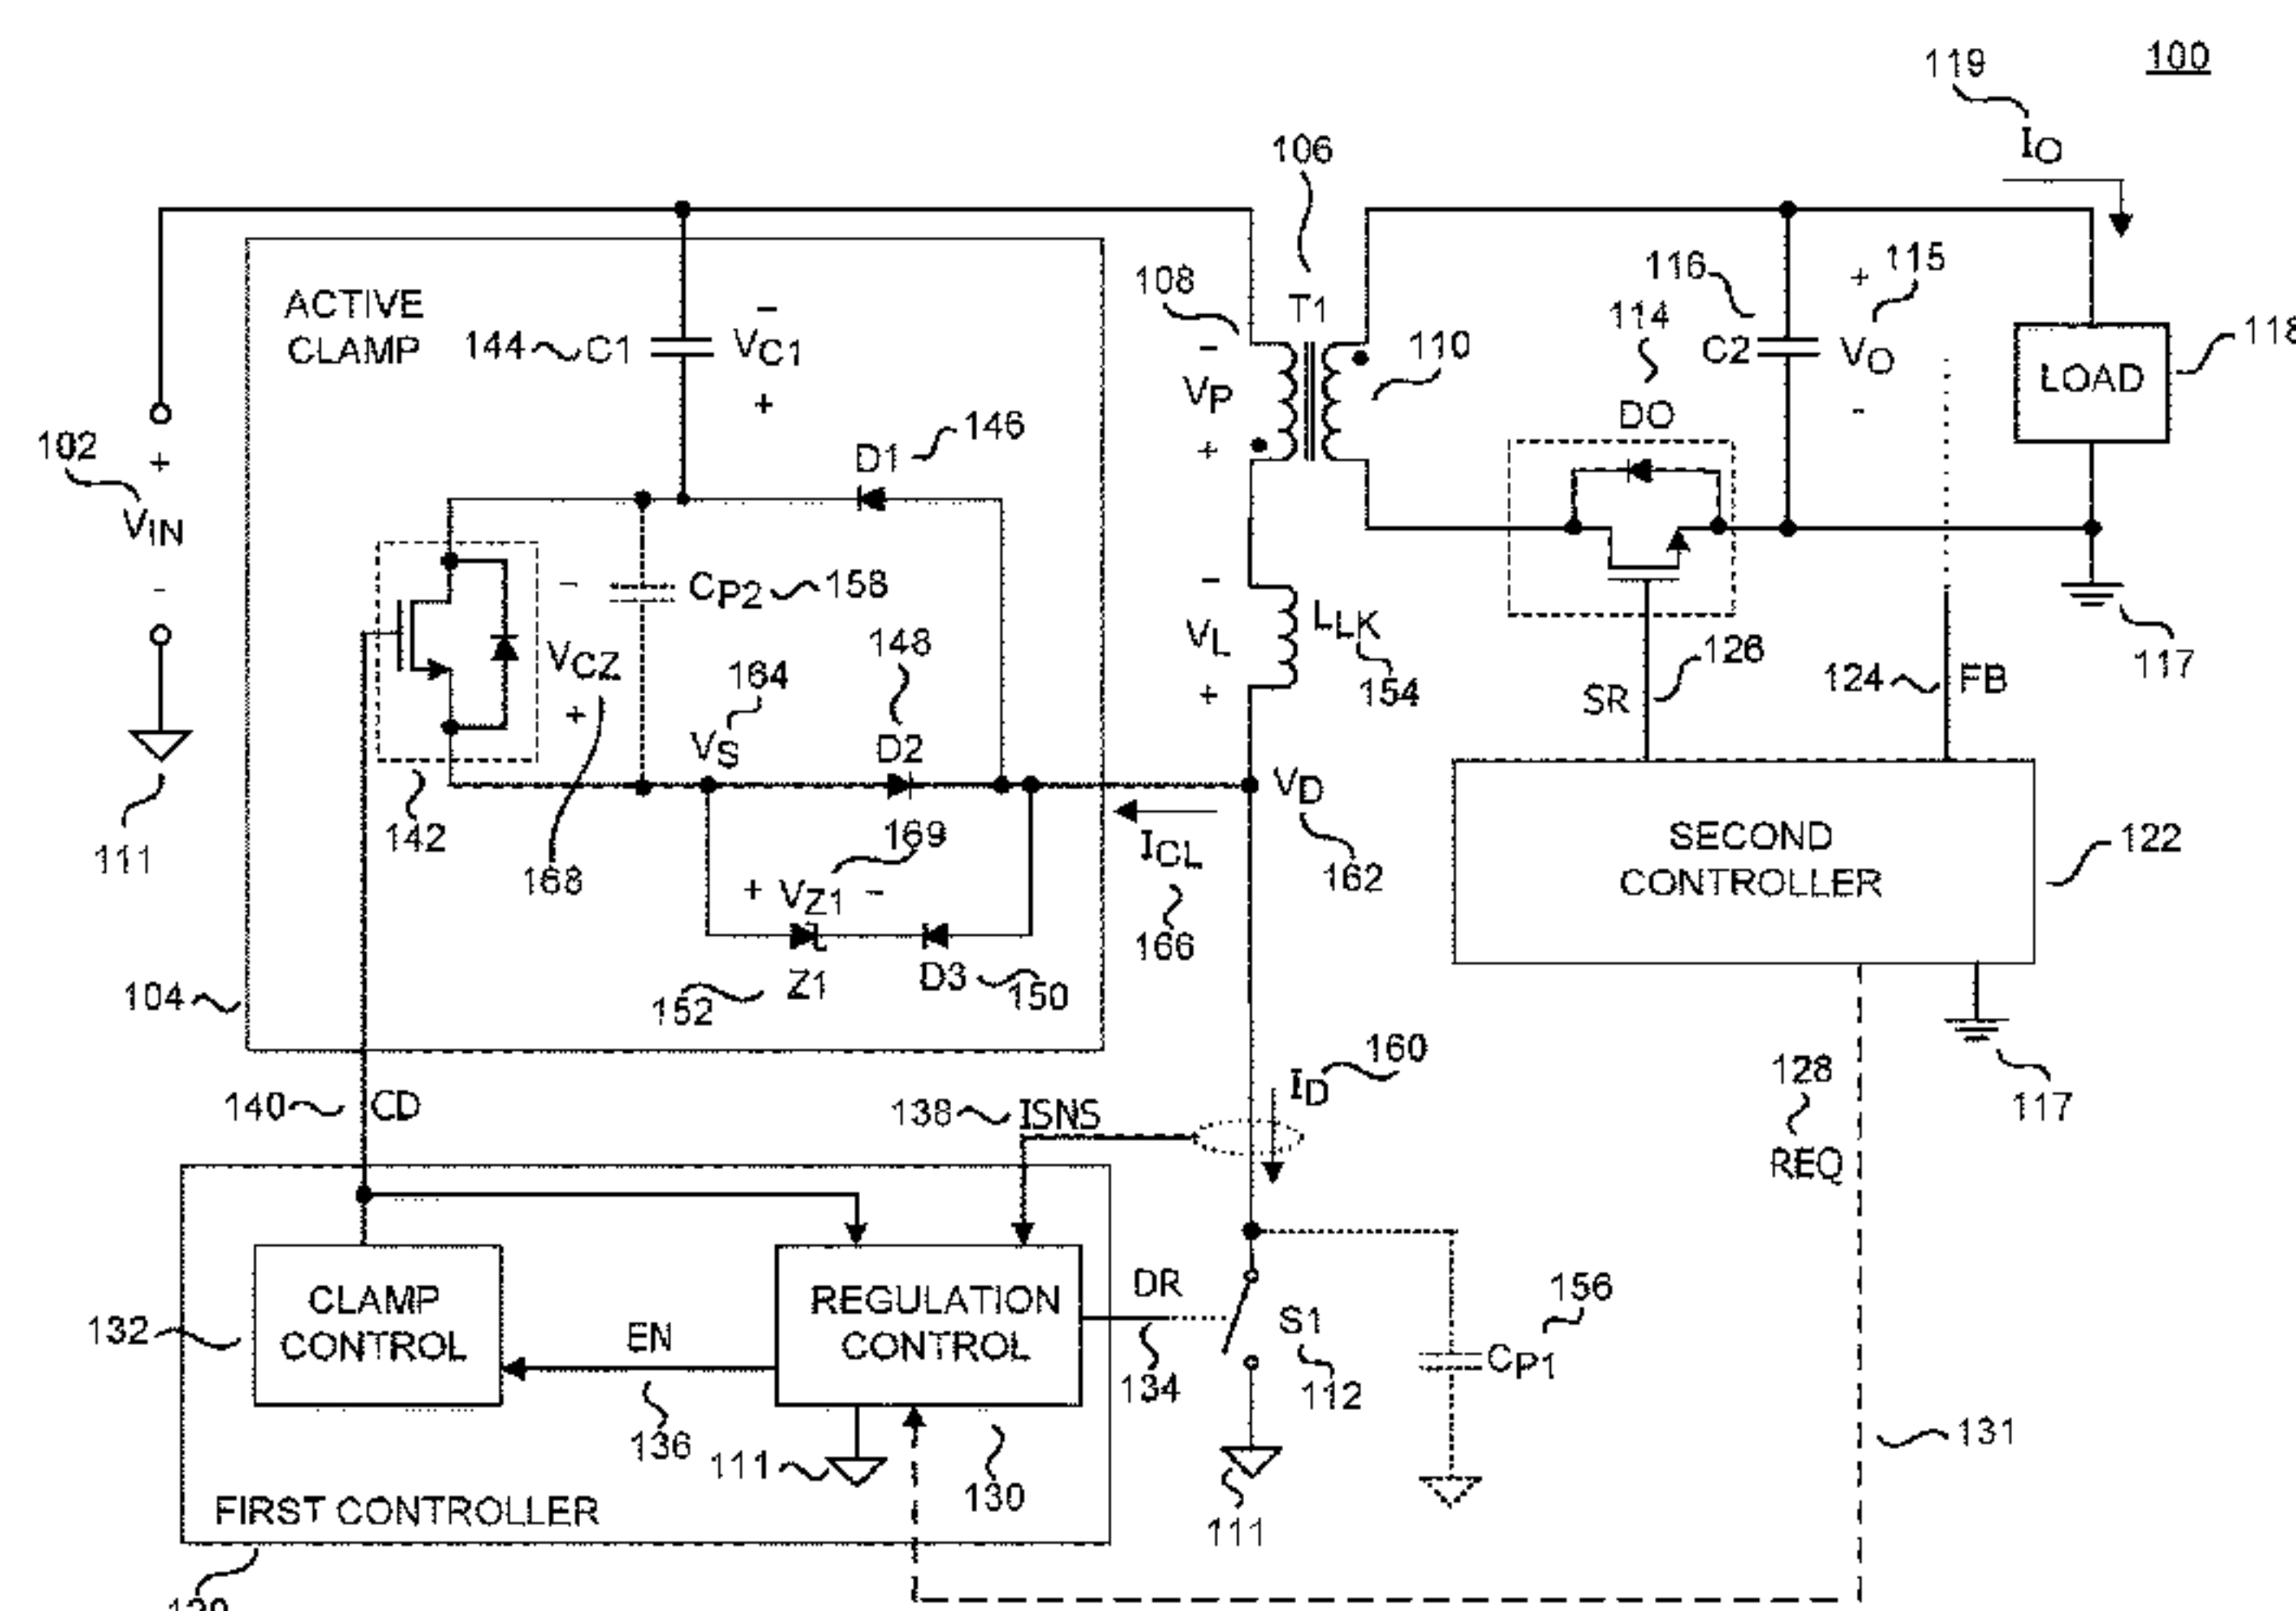 100
119
IO
106
ACTIVE
CLAMP
144
C1
-
VC1
+
108
T1
-
VP
+
110
116
C2
+
115
VO
-
114
DO
LOAD
118
102
+
VIN
-
D1
146
CP2
158
-
VCZ
+
VS
164
148
D2
-
VL
+
LLK
154
SR
126
124
FB
117
111
142
168
169
+ VZ1 -
ICL
166
VD
162
SECOND
CONTROLLER
122
104
152
Z1
D3
150
140
CD
138
ISNS
ID
160
128
REQ
117
132
CLAMP
CONTROL
EN
136
REGULATION
CONTROL
DR
134
S1
112
156
CP1
111
130
111
131
FIRST CONTROLLER